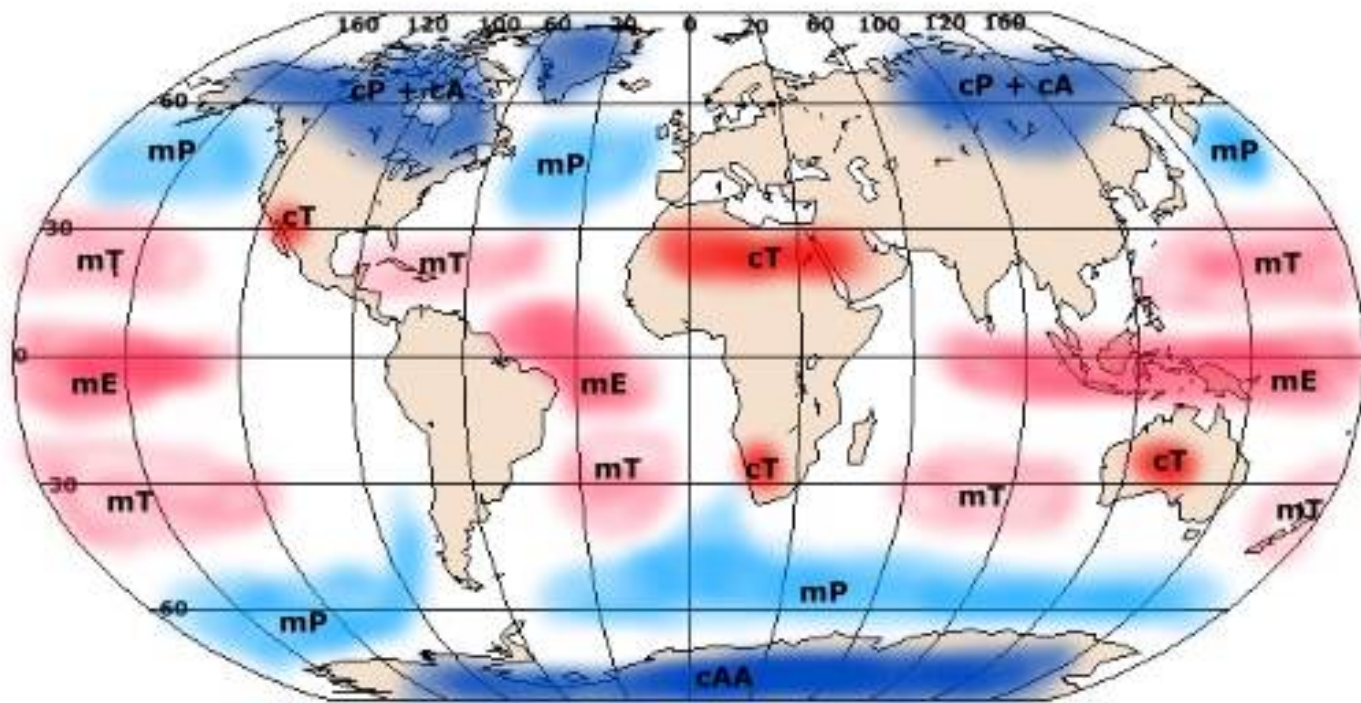 160 120 100 60 30 0 20 60 100 120 160
cP + cA cP + cA
60
mP mP mP
cT
30
mT mT cT mT
0
mE mE mE
cT cT
30
mT mT mT mT
60
mP mP
cAA